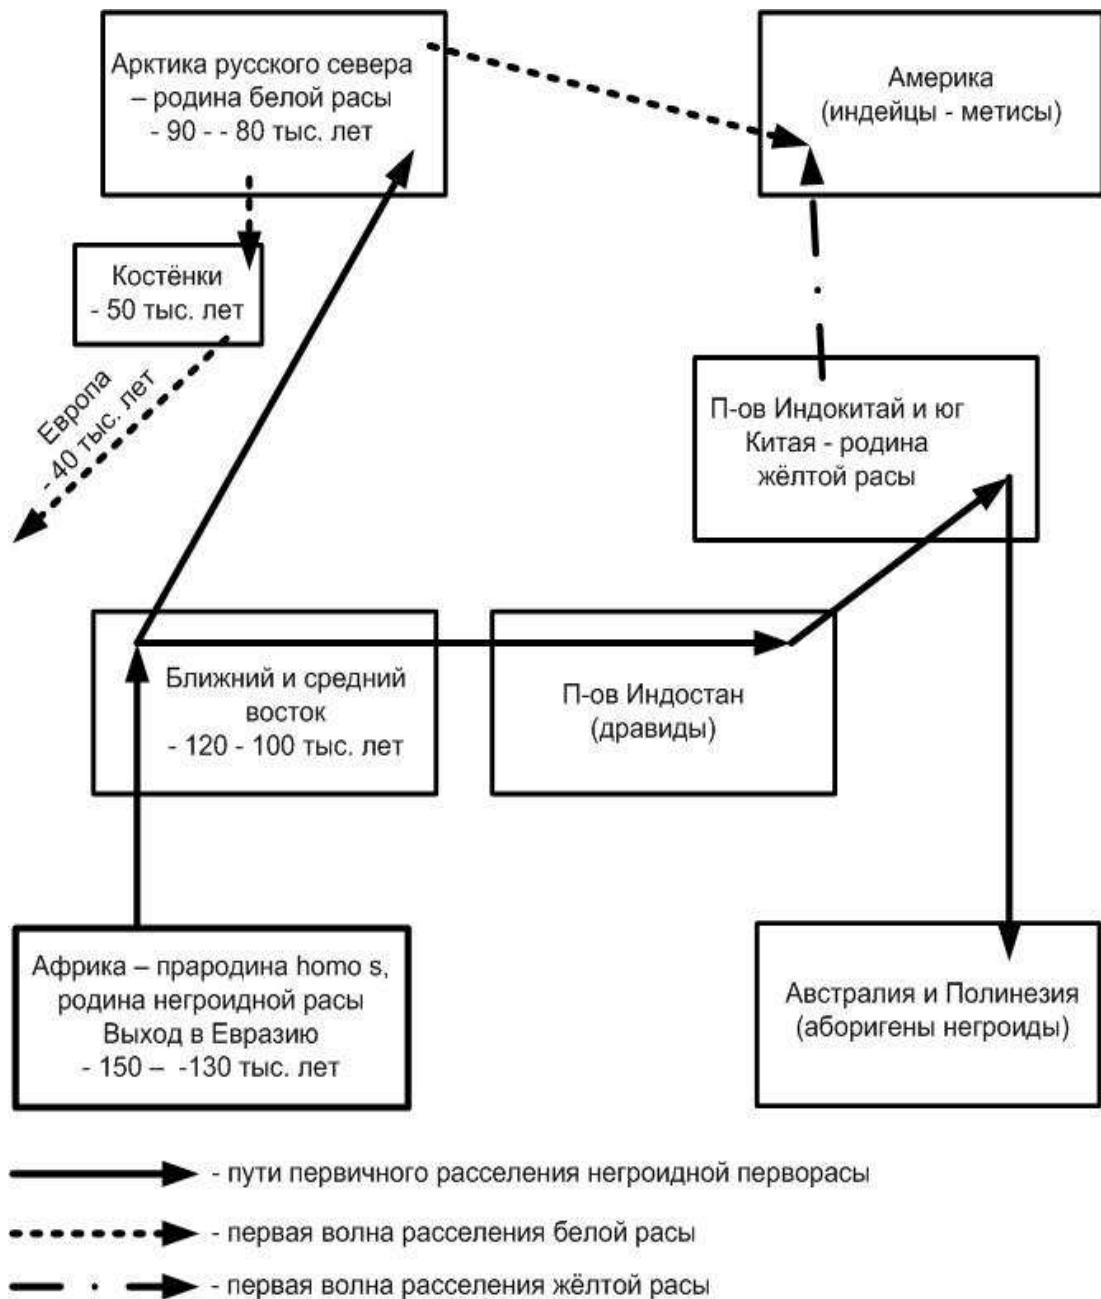 Арктика русского севера
– родина белой расы
- 90 - - 80 тыс. лет
Америка
(индейцы - метисы)
Костёнки
- 50 тыс. лет
Европа
- 40 тыс. лет
П-ов Индокитай и юг
Китая - родина
жёлтой расы
Ближний и средний
восток
- 120 - 100 тыс. лет
П-ов Индостан
(дравиды)
Африка – прародина homo s,
родина негроидной расы
Выход в Евразию
- 150 – -130 тыс. лет
Австралия и Полинезия
(аборигены негроиды)
- пути первичного расселения негроидной перворасы
- первая волна расселения белой расы
- первая волна расселения жёлтой расы